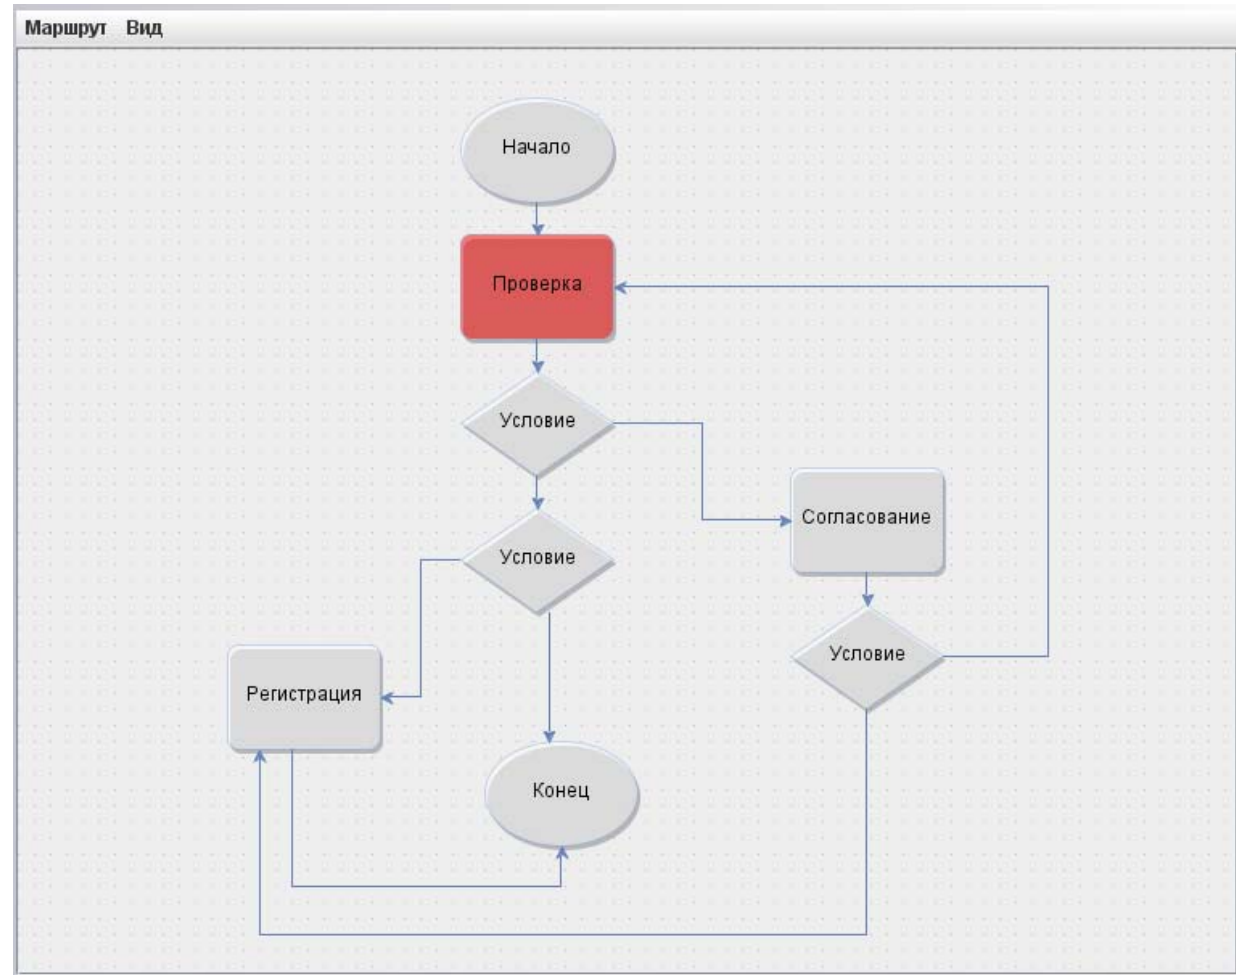 Маршрут Вид
Начало
Проверка
Условие
Согласование
Условие
Условие
Регистрация
Конец